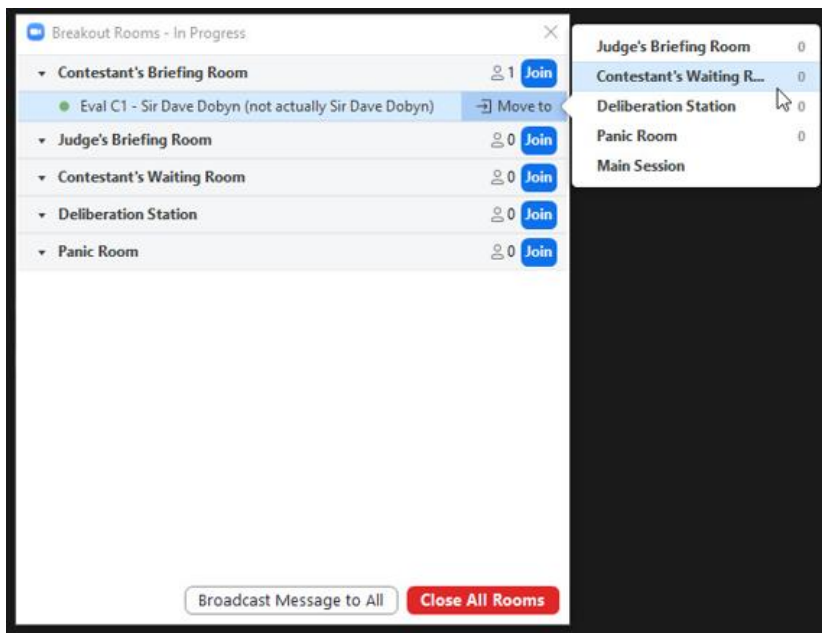 Breakout Rooms - In Progress
Contestant's Briefing Room 1 Join
Eval C1 - Sir Dave Dobyn (not actually Sir Dave Dobyn) Move to
Judge's Briefing Room 0 Join
Contestant's Waiting Room 0 Join
Deliberation Station 0 Join
Panic Room 0 Join
Broadcast Message to All Close All Rooms
Judge's Briefing Room 0
Contestant's Waiting R... 0
Deliberation Station 0
Panic Room 0
Main Session